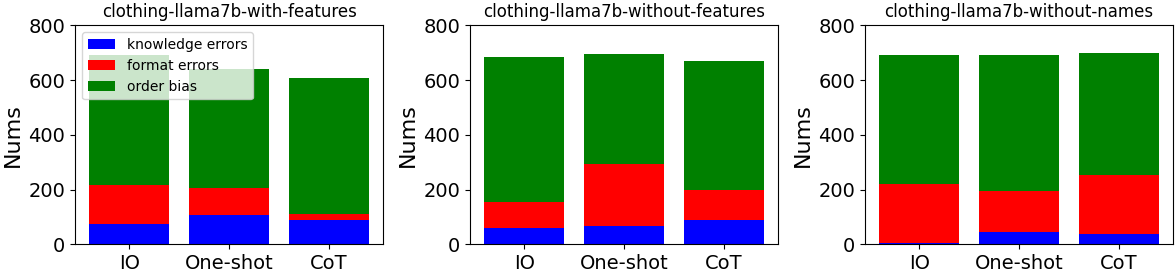 clothing-llama7b-with-features
800
600
400
200
0
Nums
knowledge errors
format errors
order bias
IO One-shot CoT
clothing-llama7b-without-features
800
600
400
200
0
Nums
IO One-shot CoT
clothing-llama7b-without-names
800
600
400
200
0
Nums
IO One-shot CoT